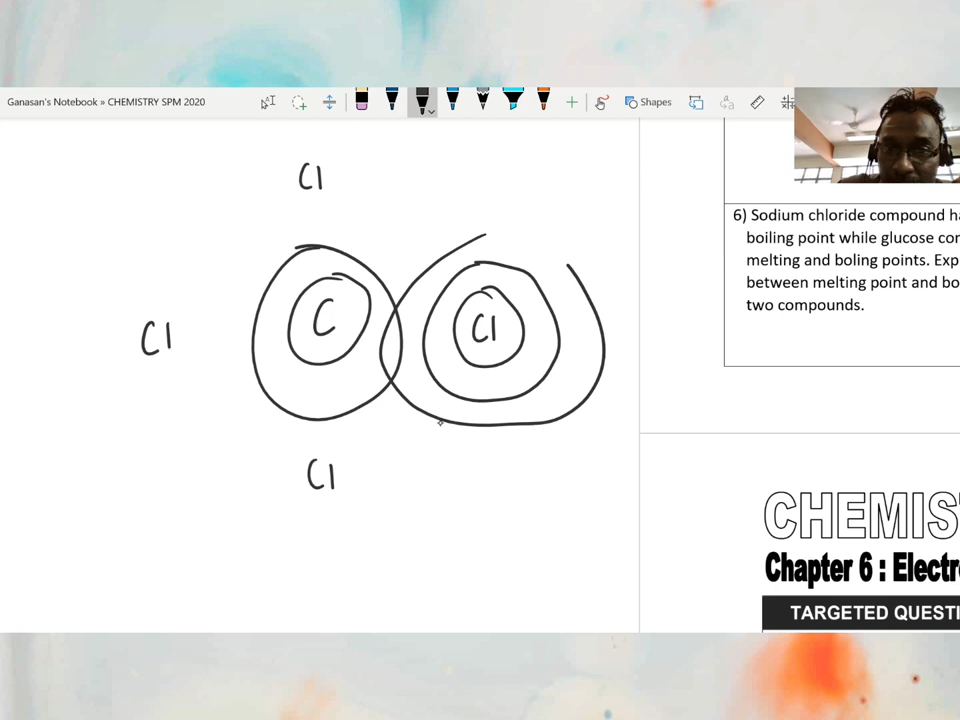 Ganasan's Notebook » CHEMISTRY SPM 2020
Shapes
Cl
C
Cl
Cl
Cl
6) Sodium chloride compound ha
boiling point while glucose con
melting and boling points. Exp
between melting point and bo
two compounds.
CHEMIS
Chapter 6 : Electr
TARGETED QUESTI